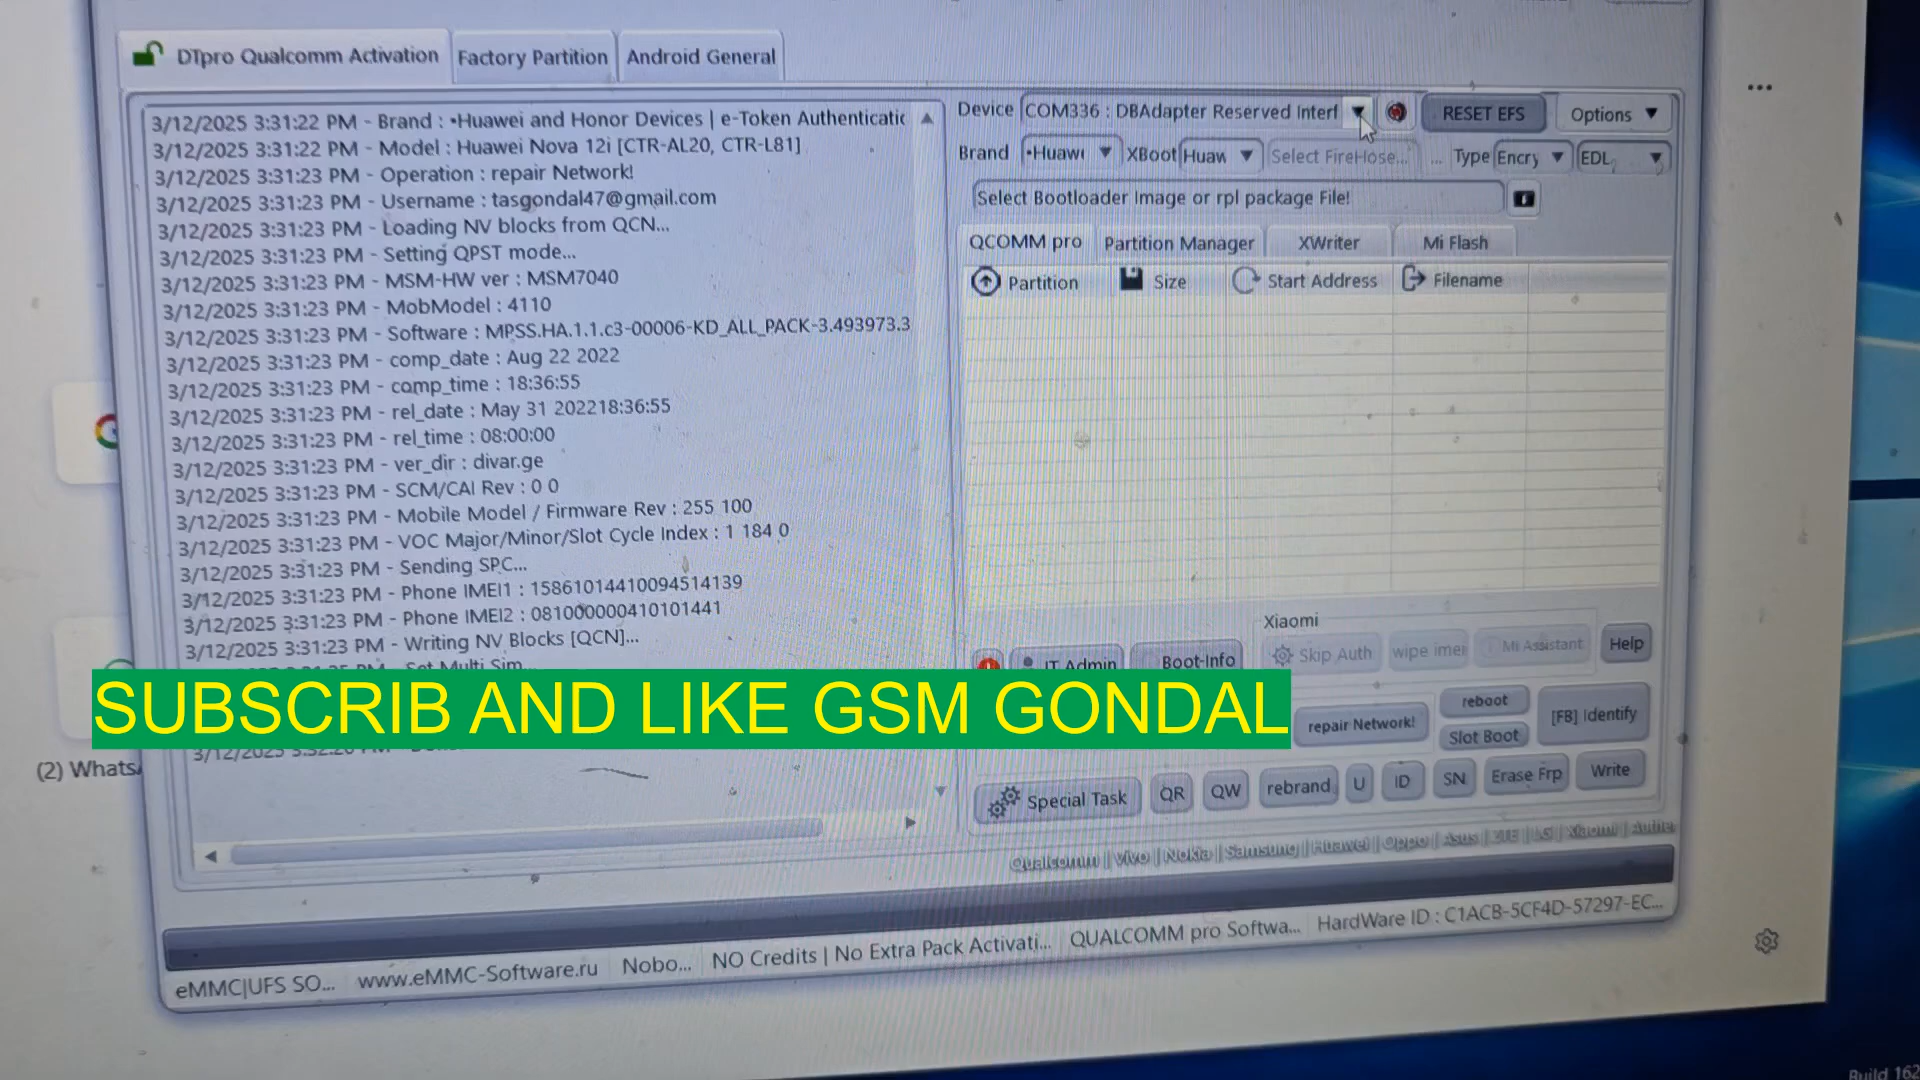 DTpro Qualcomm Activation
Factory Partition
Android General
3/12/2025 3:31:22 PM - Brand : •Huawei and Honor Devices | e-Token Authenticatic
3/12/2025 3:31:22 PM - Model : Huawei Nova 12i [CTR-AL20, CTR-L81]
3/12/2025 3:31:23 PM - Operation : repair Network!
3/12/2025 3:31:23 PM - Username : tasgondal47@gmail.com
3/12/2025 3:31:23 PM - Loading NV blocks from QCN...
3/12/2025 3:31:23 PM - Setting QPST mode...
3/12/2025 3:31:23 PM - MSM-HW ver : MSM7040
3/12/2025 3:31:23 PM - MobModel : 4110
3/12/2025 3:31:23 PM - Software : MPSS.HA.1.1.c3-00006-KD_ALL_PACK-3.493973.3
3/12/2025 3:31:23 PM - comp_date : Aug 22 2022
3/12/2025 3:31:23 PM - comp_time : 18:36:55
3/12/2025 3:31:23 PM - rel_date : May 31 202218:36:55
3/12/2025 3:31:23 PM - rel_time : 08:00:00
3/12/2025 3:31:23 PM - ver_dir : divar.ge
3/12/2025 3:31:23 PM - SCM/CAI Rev : 0 0
3/12/2025 3:31:23 PM - Mobile Model / Firmware Rev : 255 100
3/12/2025 3:31:23 PM - VOC Major/Minor/Slot Cycle Index : 1 184 0
3/12/2025 3:31:23 PM - Sending SPC...
3/12/2025 3:31:23 PM - Phone IMEI1 : 15861014410094514139
3/12/2025 3:31:23 PM - Phone IMEI2 : 081000000410101441
3/12/2025 3:31:23 PM - Writing NV Blocks [QCN]...
Set Multi Sim...
Device COM336 : DBAdapter Reserved Interf
RESET EFS
Options
Brand •Huawe
XBoot Huaw
Select FireHose...
...
Type Encry
EDL
Select Bootloader Image or rpl package File!
QCOMM pro
Partition Manager
XWriter
Mi Flash
Partition
Size
Start Address
Filename
Xiaomi
IT Admin
Boot-Info
Skip Auth
wipe imei
Mi Assistant
Help
SUBSCRIB AND LIKE GSM GONDAL
repair Network!
reboot
Slot Boot
[FB] Identify
Special Task
QR
QW
rebrand
U
ID
SN
Erase Frp
Write
Qualcomm || Vivo || Nokia || Samsung || Huawei || Oppo ||
(2) Whats
eMMC|UFS SO...
www.eMMC-Software.ru
Nobo...
NO Credits | No Extra Pack Activati...
QUALCOMM pro Softwa...
HardWare ID : C1ACB-5CF4D-57297-EC...
Build 162